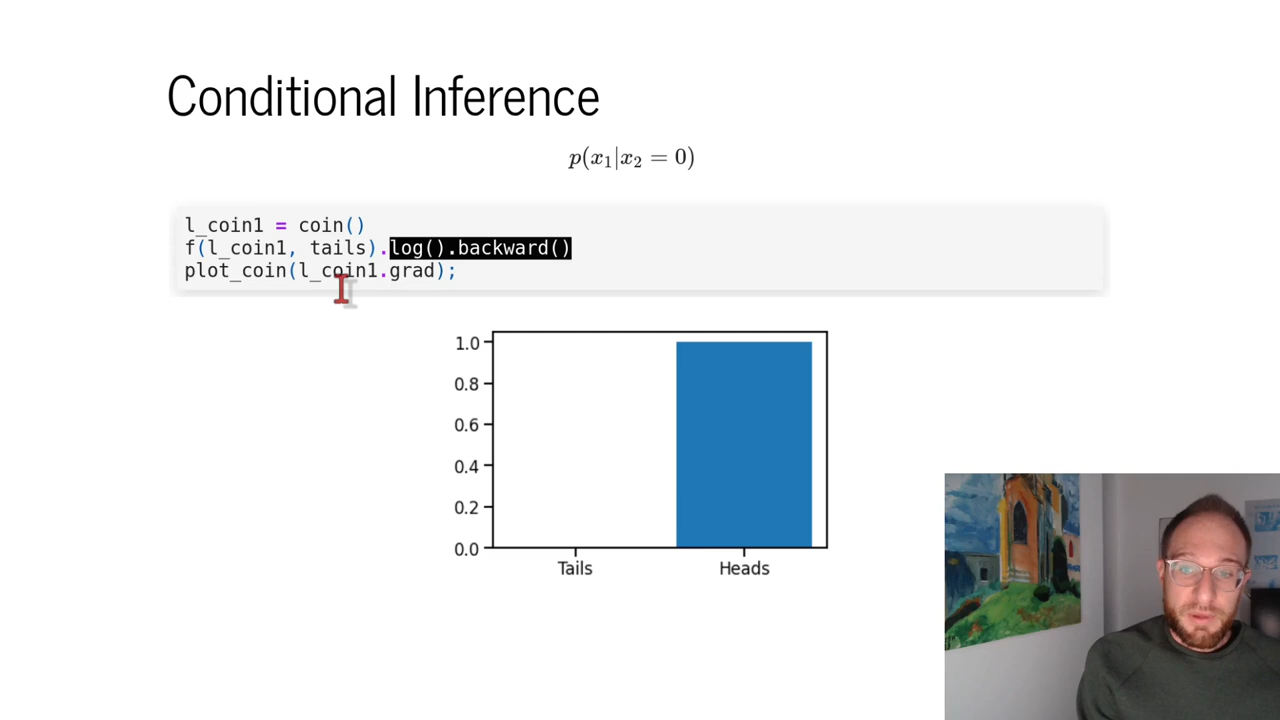 Conditional Inference
p(x₁|x₂ = 0)
l_coin1 = coin()
f(l_coin1, tails).log().backward()
plot_coin(l_coin1.grad);
1.0
0.8
0.6
0.4
0.2
0.0
Tails Heads